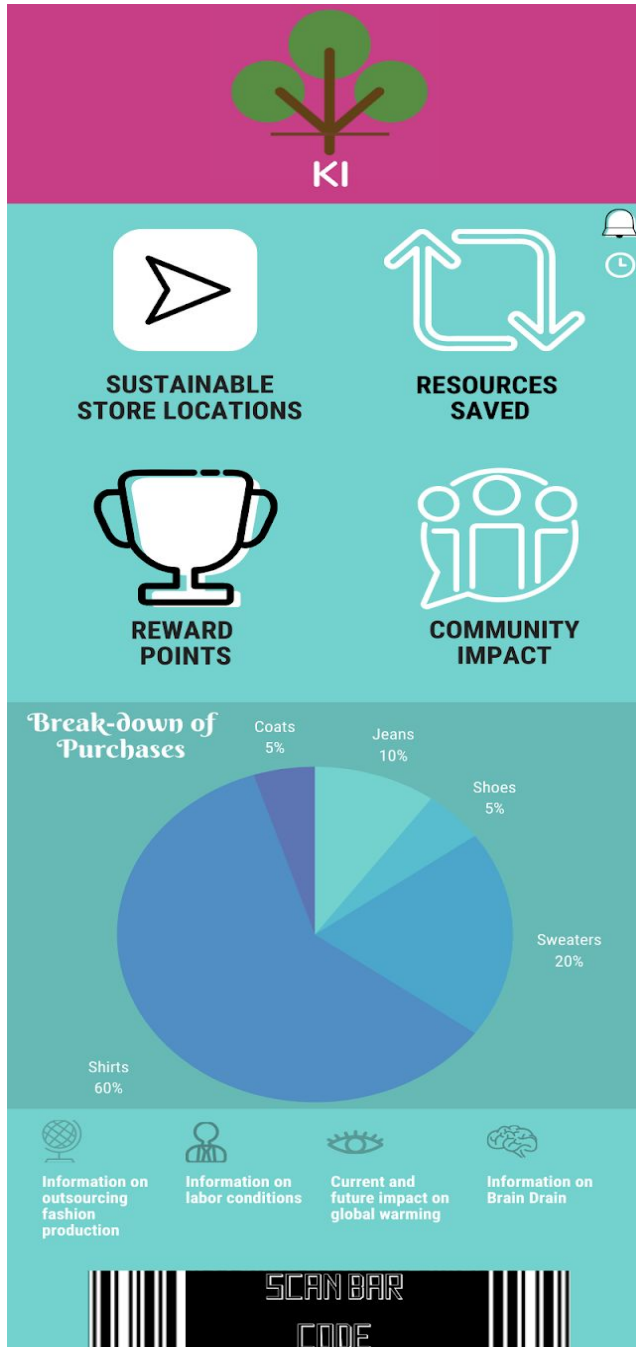 KI
SUSTAINABLE
STORE LOCATIONS
RESOURCES
SAVED
REWARD
POINTS
COMMUNITY
IMPACT
Break-down of
Purchases
Coats
5%
Jeans
10%
Shoes
5%
Sweaters
20%
Shirts
60%
Information on
outsourcing
fashion
production
Information on
labor conditions
Current and
future impact on
global warming
Information on
Brain Drain
SCAN BAR
CODE